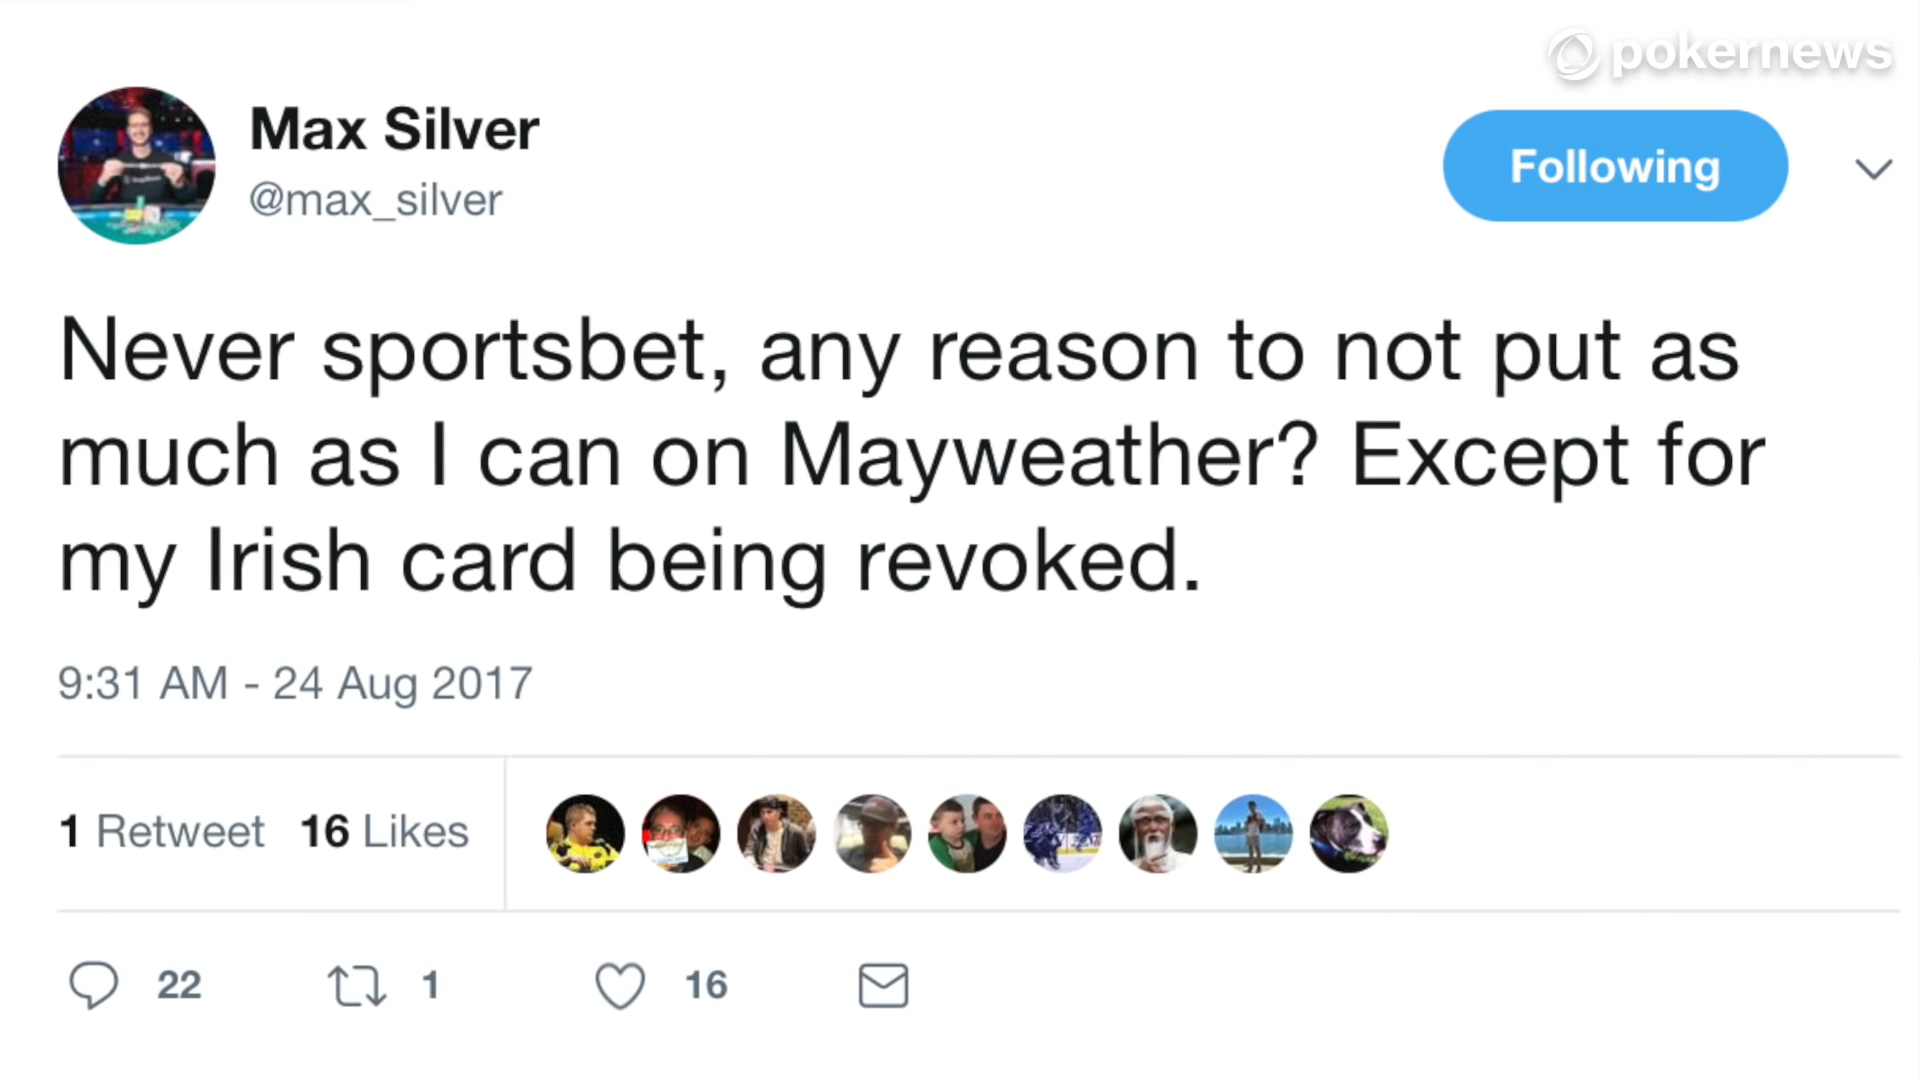 pokernews
Max Silver
@max_silver
Following
Never sportsbet, any reason to not put as
much as I can on Mayweather? Except for
my Irish card being revoked.
9:31 AM - 24 Aug 2017
1 Retweet 16 Likes
22 1 16